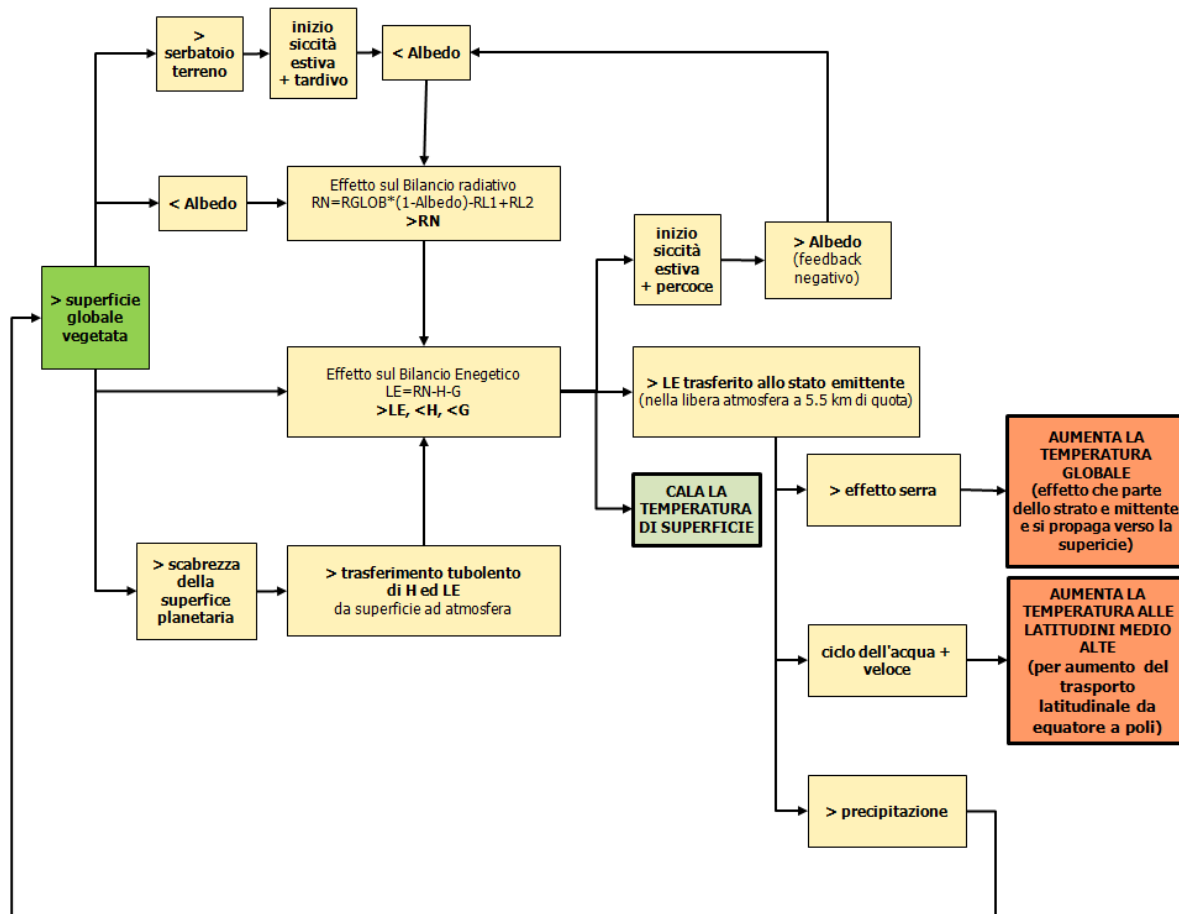 >
serbatoio
terreno
inizio
siccità
estiva
+ tardivo
< Albedo
Effetto sul Bilancio radiativo
RN=RGLOB*(1-Albedo)-RL1+RL2
>RN
< Albedo
inizio
siccità
estiva
+ percoce
> Albedo
(feedback
negativo)
> superficie
globale
vegetata
Effetto sul Bilancio Enegetico
LE=RN-H-G
>LE, <H, <G
> LE trasferito allo stato emittente
(nella libera atmosfera a 5.5 km di quota)
CALA LA
TEMPERATURA
DI SUPERFICIE
> effetto serra
AUMENTA LA
TEMPERATURA
GLOBALE
(effetto che parte
dello strato e mittente
e si propaga verso la
supericie)
> scabrezza
della
superfice
planetaria
> trasferimento tubolento
di H ed LE
da superficie ad atmosfera
ciclo dell'acqua +
veloce
AUMENTA LA
TEMPERATURA ALLE
LATITUDINI MEDIO
ALTE
(per aumento del
trasporto
latitudinale da
equatore a poli)
> precipitazione